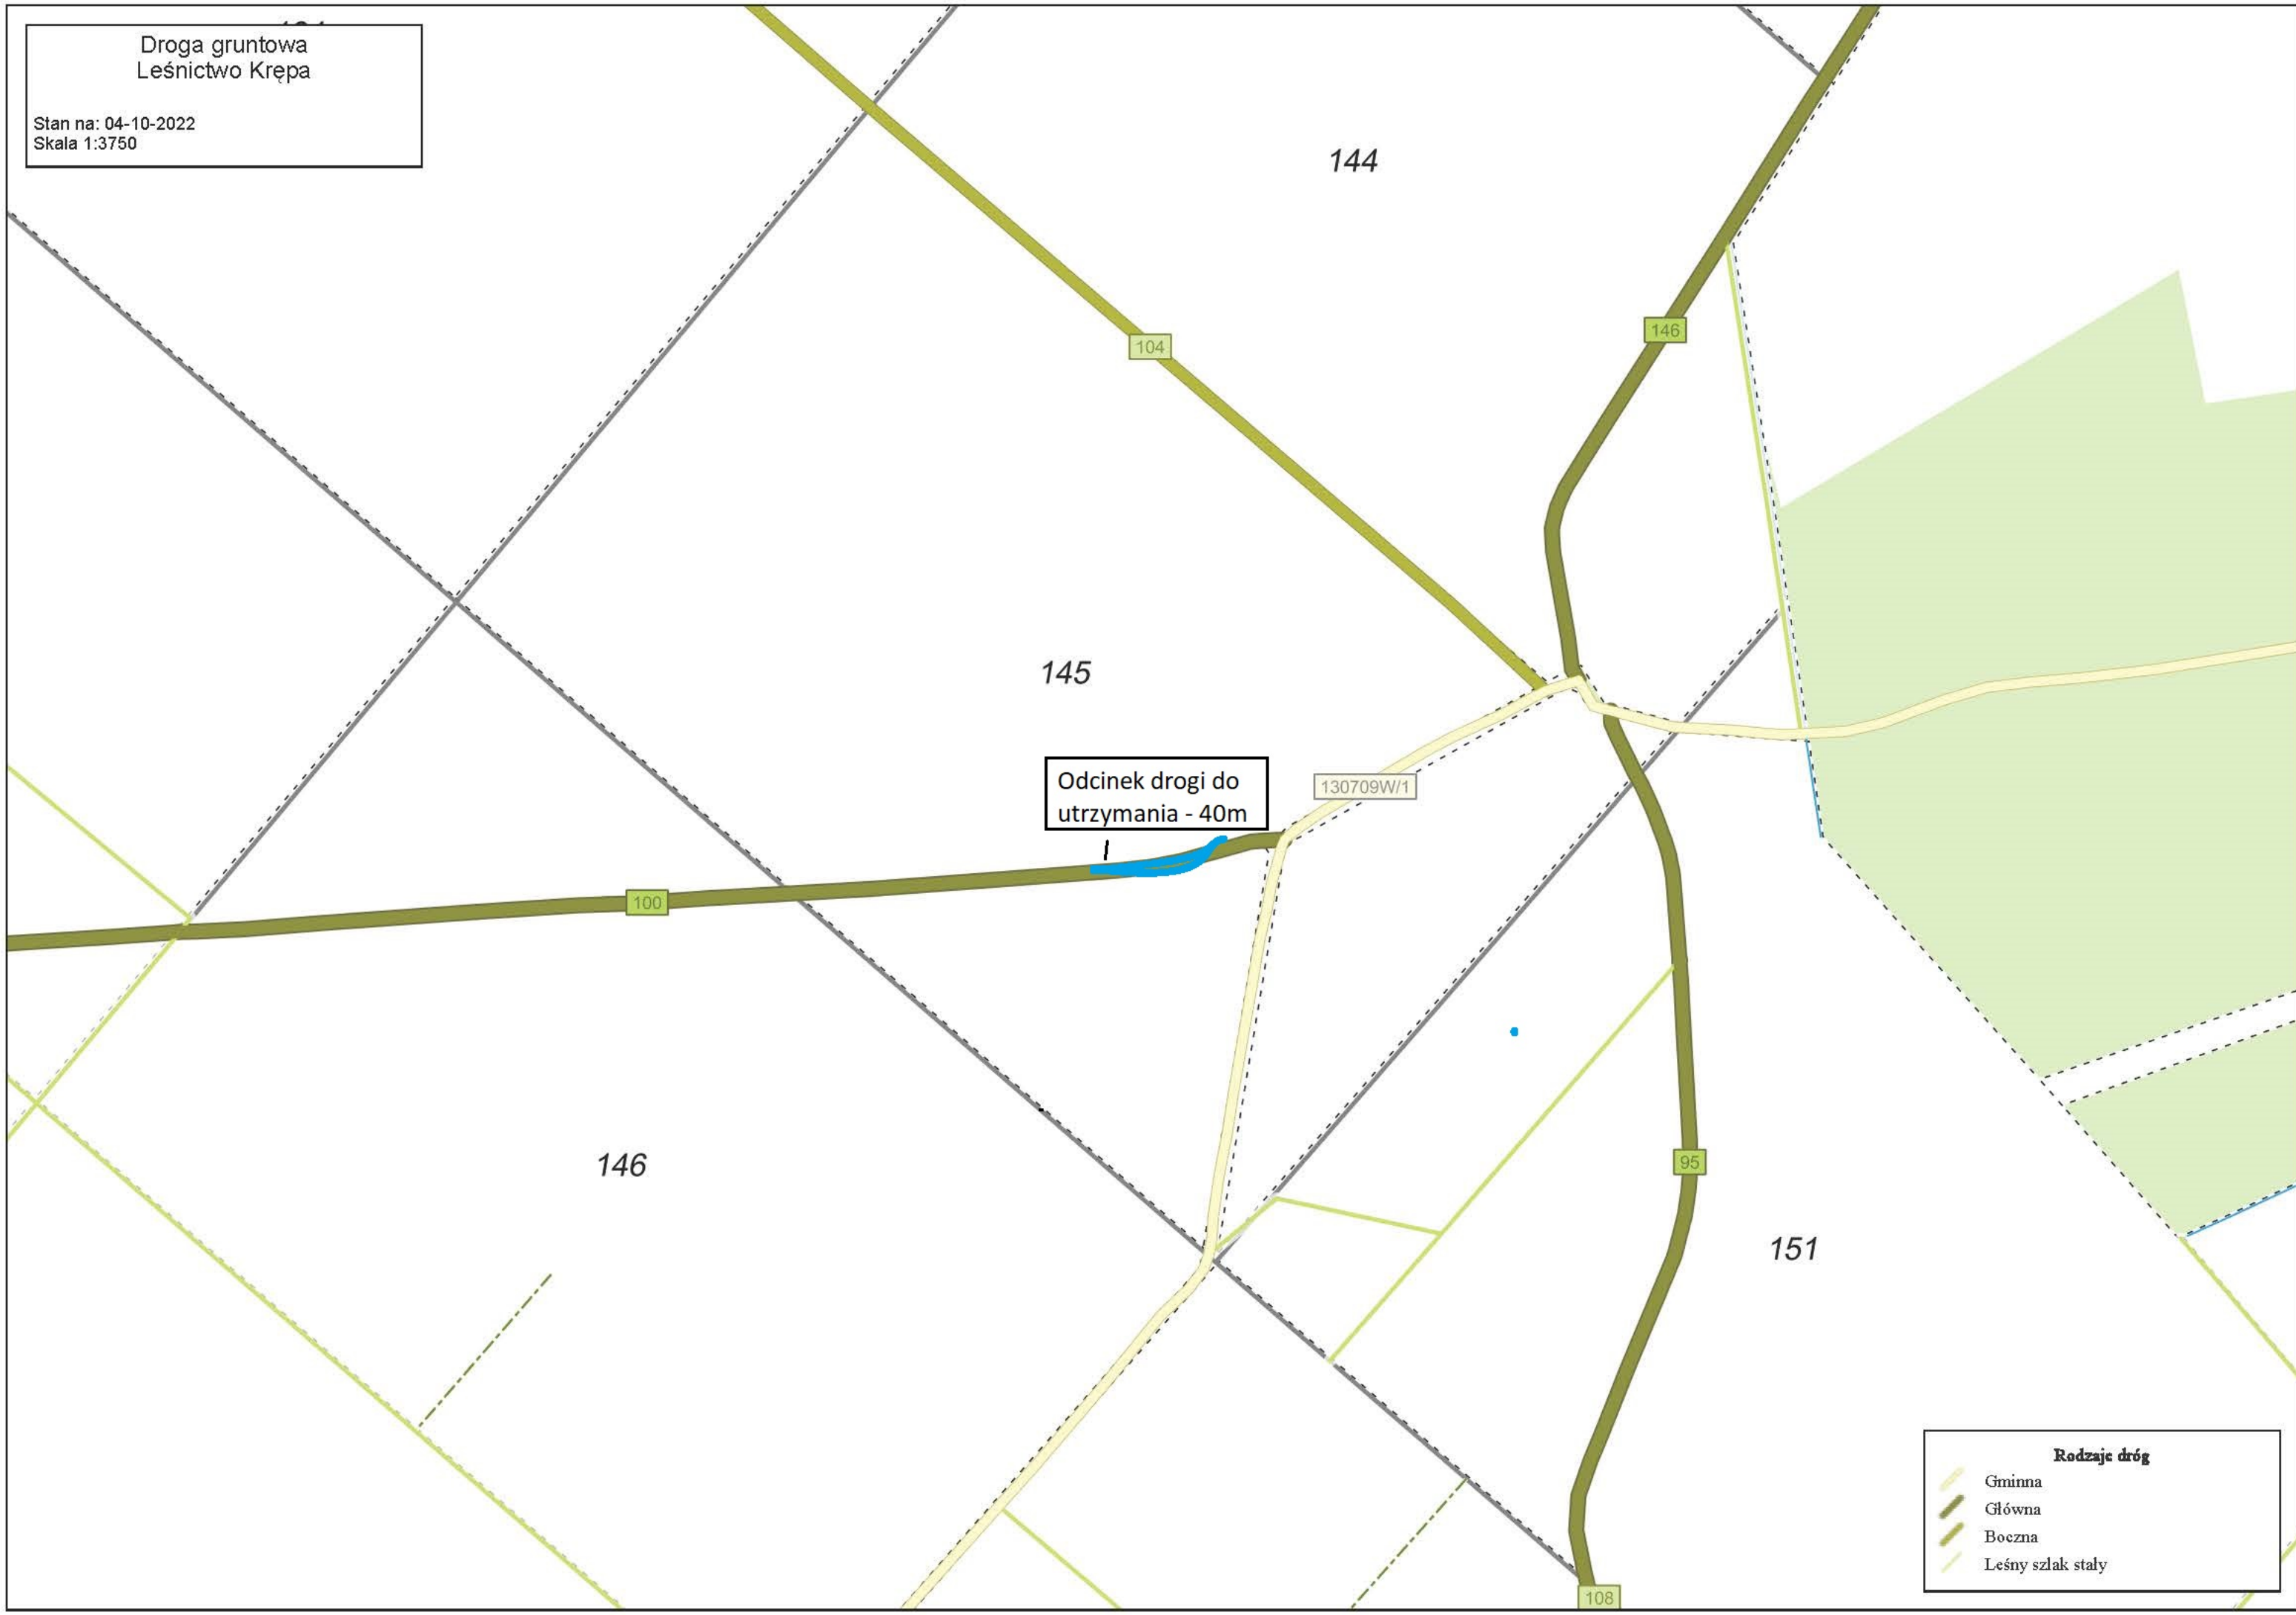 Droga gruntowa
Leśnictwo Krępa
Stan na: 04-10-2022
Skala 1:3750
144
146
104
145
Odcinek drogi do
utrzymania - 40m
130709W/1
100
146
95
151
108
Rodzaje dróg
Gminna
Główna
Boczna
Leśny szlak stały